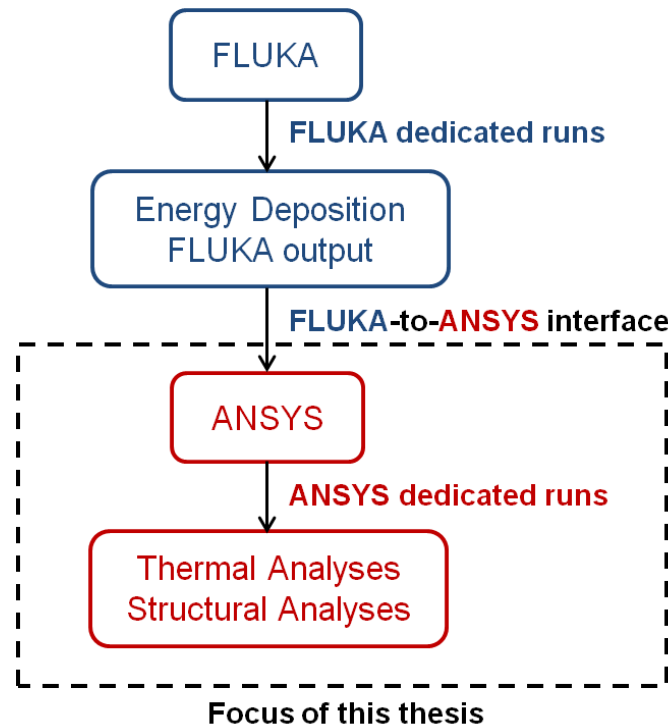 FLUKA
FLUKA dedicated runs
Energy Deposition
FLUKA output
FLUKA-to-ANSYS interface
ANSYS
ANSYS dedicated runs
Thermal Analyses
Structural Analyses
Focus of this thesis